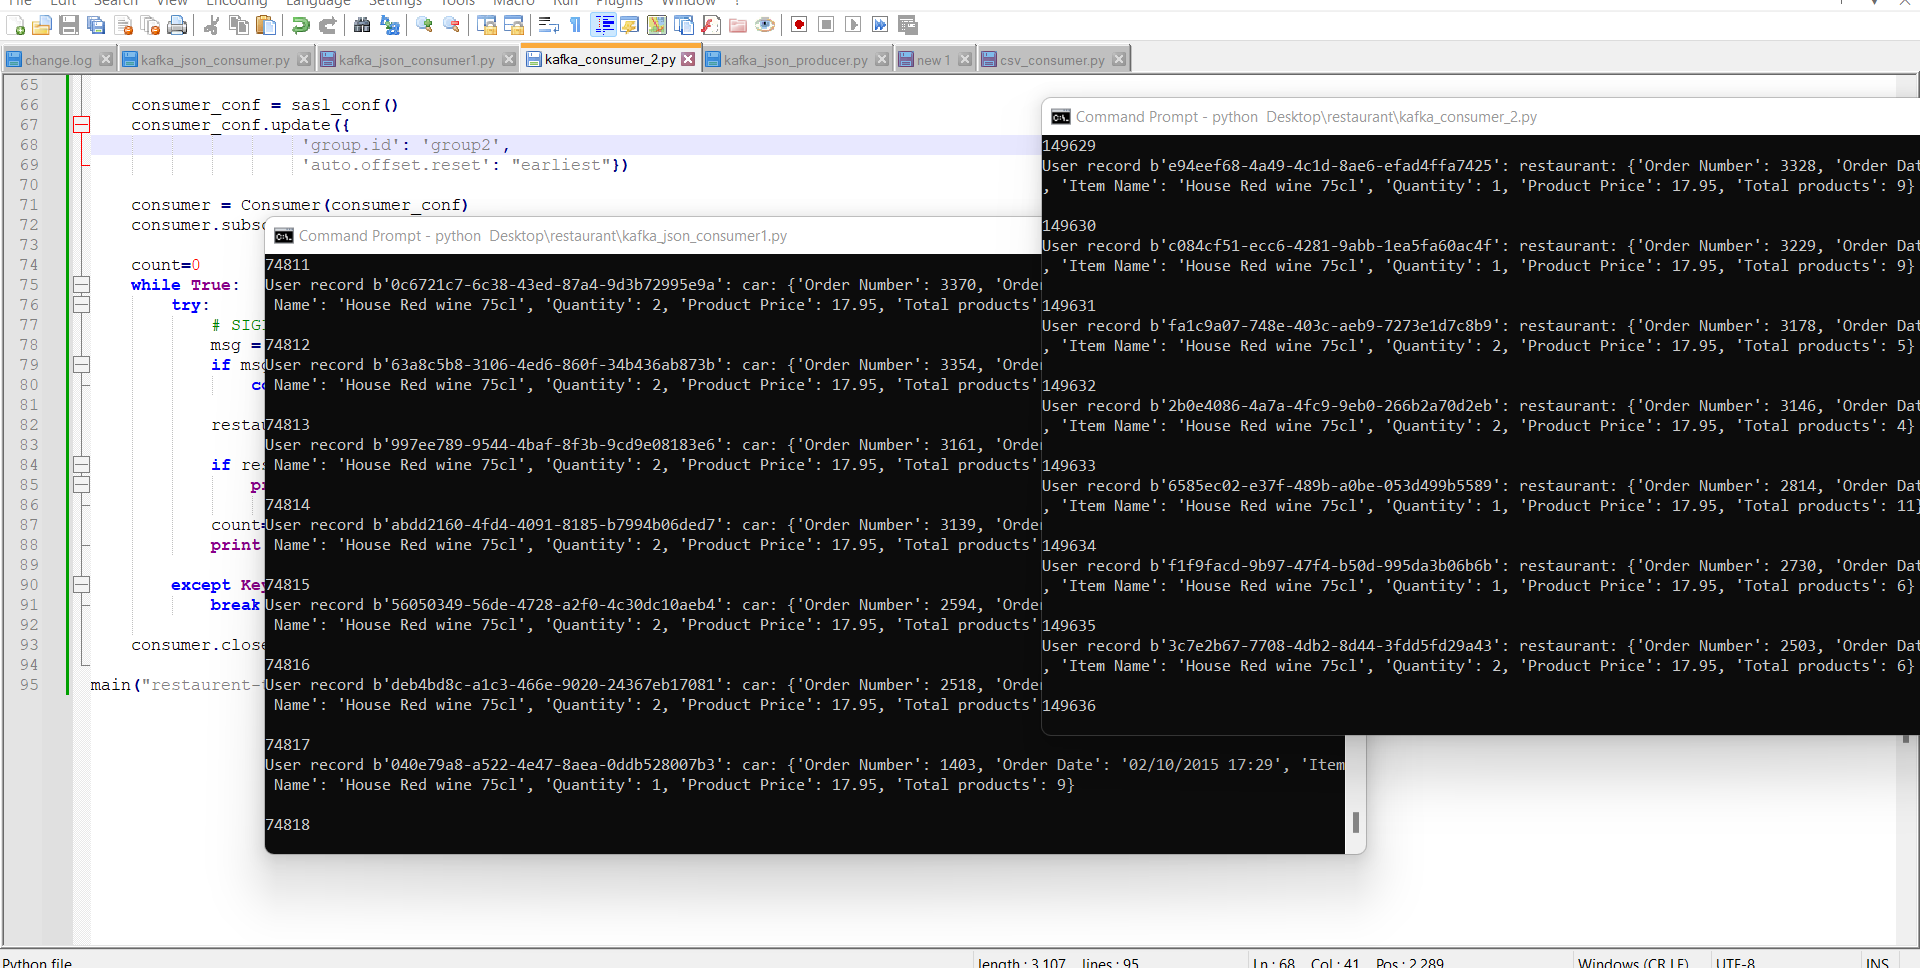 File Edit Search View Encoding Language Settings Tools Macro Run Plugins Window ?
change.log kafka_json_consumer.py kafka_json_consumer1.py kafka_consumer_2.py kafka_json_producer.py new 1 csv_consumer.py
65
66 consumer_conf = sasl_conf()
67 consumer_conf.update({
68 'group.id': 'group2',
69 'auto.offset.reset': "earliest"})
70
71 consumer = Consumer(consumer_conf)
72 consumer.subsc
73
74 count=0
75 while True:
76 try:
77 # SIG
78 msg =
79 if msg
80 co
81
82 restau
83
84 if res
85 pr
86
87 count=
88 print
89
90 except Key
91 break
92
93 consumer.close
94
95 main("restaurent-
Command Prompt - python Desktop\restaurant\kafka_json_consumer1.py
74811
User record b'0c6721c7-6c38-43ed-87a4-9d3b72995e9a': car: {'Order Number': 3370, 'Orde
Name': 'House Red wine 75cl', 'Quantity': 2, 'Product Price': 17.95, 'Total products'
74812
User record b'63a8c5b8-3106-4ed6-860f-34b436ab873b': car: {'Order Number': 3354, 'Orde
Name': 'House Red wine 75cl', 'Quantity': 2, 'Product Price': 17.95, 'Total products'
74813
User record b'997ee789-9544-4baf-8f3b-9cd9e08183e6': car: {'Order Number': 3161, 'Orde
Name': 'House Red wine 75cl', 'Quantity': 2, 'Product Price': 17.95, 'Total products'
74814
User record b'abdd2160-4fd4-4091-8185-b7994b06ded7': car: {'Order Number': 3139, 'Orde
Name': 'House Red wine 75cl', 'Quantity': 2, 'Product Price': 17.95, 'Total products'
74815
User record b'56050349-56de-4728-a2f0-4c30dc10aeb4': car: {'Order Number': 2594, 'Orde
Name': 'House Red wine 75cl', 'Quantity': 2, 'Product Price': 17.95, 'Total products'
74816
User record b'deb4bd8c-a1c3-466e-9020-24367eb17081': car: {'Order Number': 2518, 'Orde
Name': 'House Red wine 75cl', 'Quantity': 2, 'Product Price': 17.95, 'Total products'
74817
User record b'040e79a8-a522-4e47-8aea-0ddb528007b3': car: {'Order Number': 1403, 'Order Date': '02/10/2015 17:29', 'Item
Name': 'House Red wine 75cl', 'Quantity': 1, 'Product Price': 17.95, 'Total products': 9}
74818
Command Prompt - python Desktop\restaurant\kafka_consumer_2.py
149629
User record b'e94eef68-4a49-4c1d-8ae6-efad4ffa7425': restaurant: {'Order Number': 3328, 'Order Dat
, 'Item Name': 'House Red wine 75cl', 'Quantity': 1, 'Product Price': 17.95, 'Total products': 9}
149630
User record b'c084cf51-ecc6-4281-9abb-1ea5fa60ac4f': restaurant: {'Order Number': 3229, 'Order Dat
, 'Item Name': 'House Red wine 75cl', 'Quantity': 1, 'Product Price': 17.95, 'Total products': 9}
149631
User record b'fa1c9a07-748e-403c-aeb9-7273e1d7c8b9': restaurant: {'Order Number': 3178, 'Order Dat
, 'Item Name': 'House Red wine 75cl', 'Quantity': 2, 'Product Price': 17.95, 'Total products': 5}
149632
User record b'2b0e4086-4a7a-4fc9-9eb0-266b2a70d2eb': restaurant: {'Order Number': 3146, 'Order Dat
, 'Item Name': 'House Red wine 75cl', 'Quantity': 2, 'Product Price': 17.95, 'Total products': 4}
149633
User record b'6585ec02-e37f-489b-a0be-053d499b5589': restaurant: {'Order Number': 2814, 'Order Dat
, 'Item Name': 'House Red wine 75cl', 'Quantity': 1, 'Product Price': 17.95, 'Total products': 11}
149634
User record b'f1f9facd-9b97-47f4-b50d-995da3b06b6b': restaurant: {'Order Number': 2730, 'Order Dat
, 'Item Name': 'House Red wine 75cl', 'Quantity': 1, 'Product Price': 17.95, 'Total products': 6}
149635
User record b'3c7e2b67-7708-4db2-8d44-3fdd5fd29a43': restaurant: {'Order Number': 2503, 'Order Dat
, 'Item Name': 'House Red wine 75cl', 'Quantity': 2, 'Product Price': 17.95, 'Total products': 6}
149636
Python file length : 3,107 lines : 95 Ln : 68 Col : 41 Pos : 2,289 Windows (CR LF) UTF-8 INS